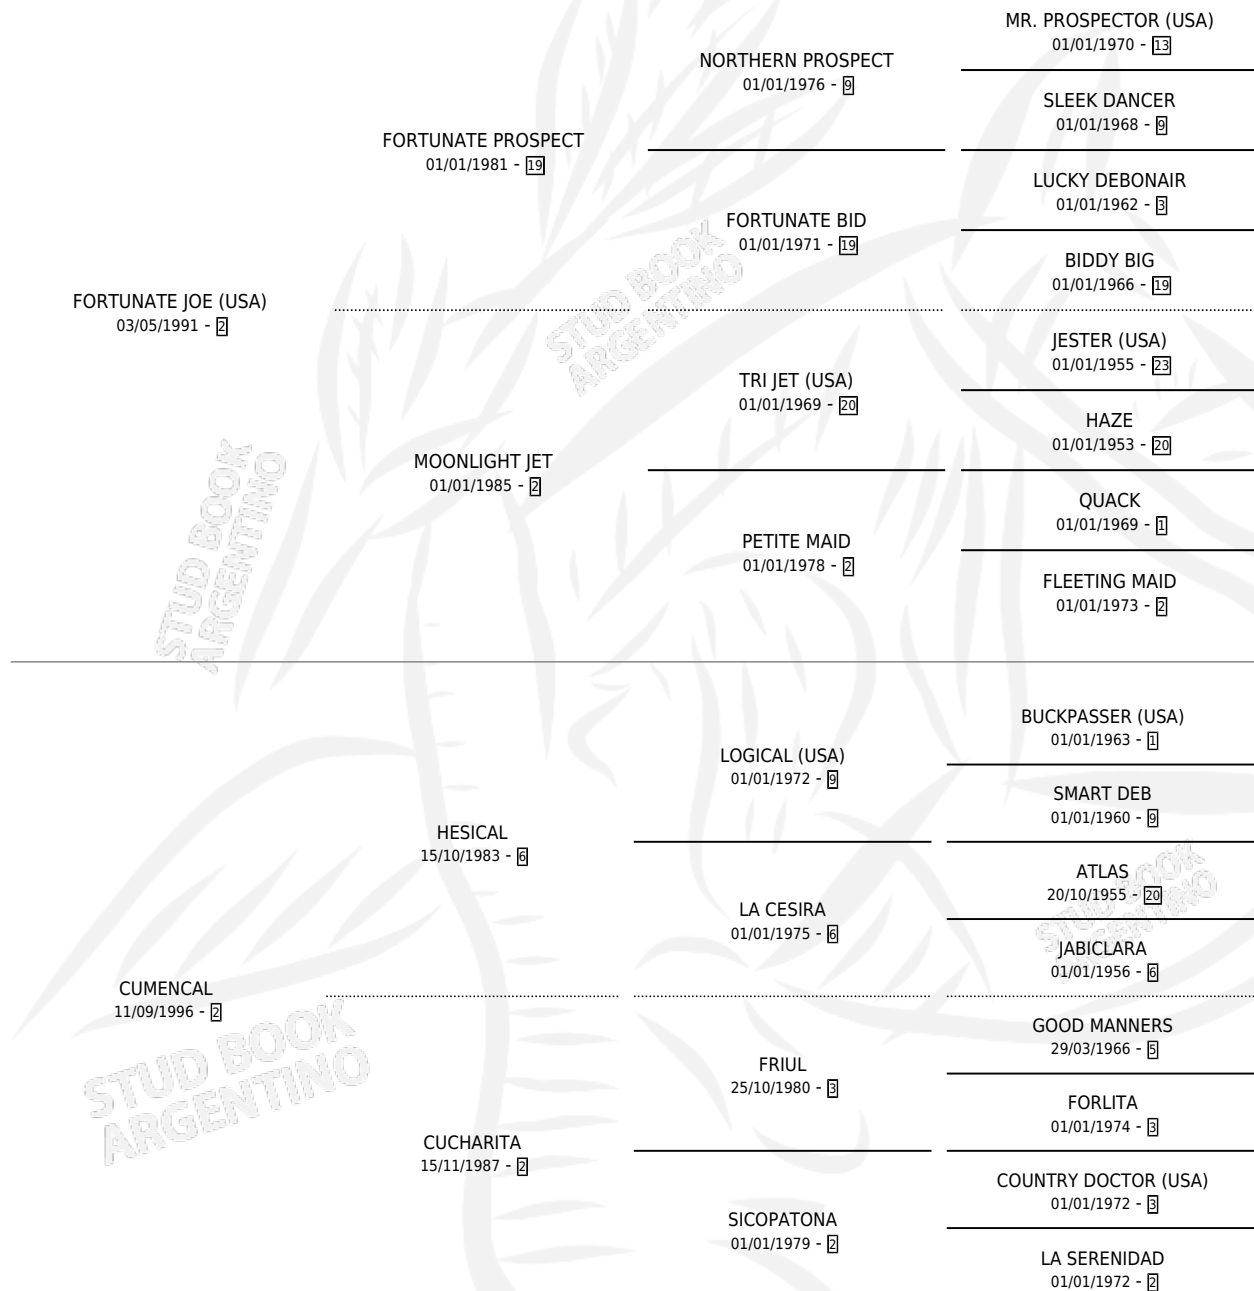 MR. PROSPECTOR (USA)
01/01/1970 - 13
NORTHERN PROSPECT
01/01/1976 - 9
SLEEK DANCER
01/01/1968 - 9
FORTUNATE PROSPECT
01/01/1981 - 19
LUCKY DEBONAIR
01/01/1962 - 3
FORTUNATE BID
01/01/1971 - 19
BIDDY BIG
01/01/1966 - 19
FORTUNATE JOE (USA)
03/05/1991 - 2
JESTER (USA)
01/01/1955 - 23
TRI JET (USA)
01/01/1969 - 20
HAZE
01/01/1953 - 20
MOONLIGHT JET
01/01/1985 - 2
QUACK
01/01/1969 - 1
PETITE MAID
01/01/1978 - 2
FLEETING MAID
01/01/1973 - 2
BUCKPASSER (USA)
01/01/1963 - 1
LOGICAL (USA)
01/01/1972 - 9
SMART DEB
01/01/1960 - 9
HESICAL
15/10/1983 - 6
ATLAS
20/10/1955 - 20
LA CESIRA
01/01/1975 - 6
JABICLARA
01/01/1956 - 6
CUMENCAL
11/09/1996 - 2
GOOD MANNERS
29/03/1966 - 5
FRIUL
25/10/1980 - 3
FORLITA
01/01/1974 - 3
CUCHARITA
15/11/1987 - 2
COUNTRY DOCTOR (USA)
01/01/1972 - 3
SICOPATONA
01/01/1979 - 2
LA SERENIDAD
01/01/1972 - 2
STUD BOOK
ARGENTINO
STUD BOOK
ARGENTINO
STUD BOOK
ARGENTINO
STUD BOOK
ARGENTINO